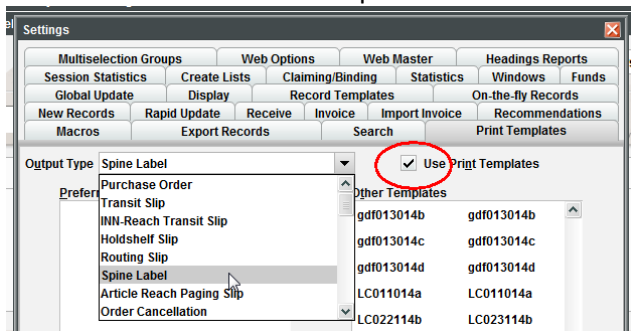 Settings
Multiselection Groups Web Options Web Master Headings Reports
Session Statistics Create Lists Claiming/Binding Statistics Windows Funds
Global Update Display Record Templates On-the-fly Records
New Records Rapid Update Receive Invoice Import Invoice Recommendations
Macros Export Records Search Print Templates
Output Type Spine Label Use Print Templates
Prefer Other Templates
Purchase Order
Transit Slip
INN-Reach Transit Slip
Holdshelf Slip
Routing Slip
Spine Label
Article Reach Paging Slip
Order Cancellation
gdf013014b gdf013014b
gdf013014c gdf013014c
gdf013014d gdf013014d
LC011014a LC011014a
LC022114b LC023114b